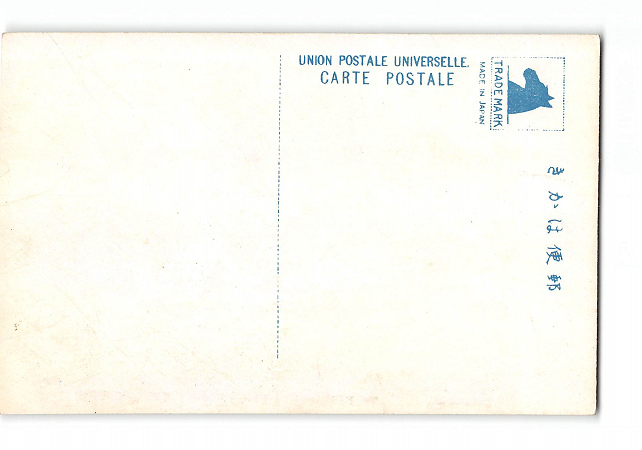 UNION POSTALE UNIVERSELLE.
CARTE POSTALE
TRADE MARK
MADE IN JAPAN
きかは便郵